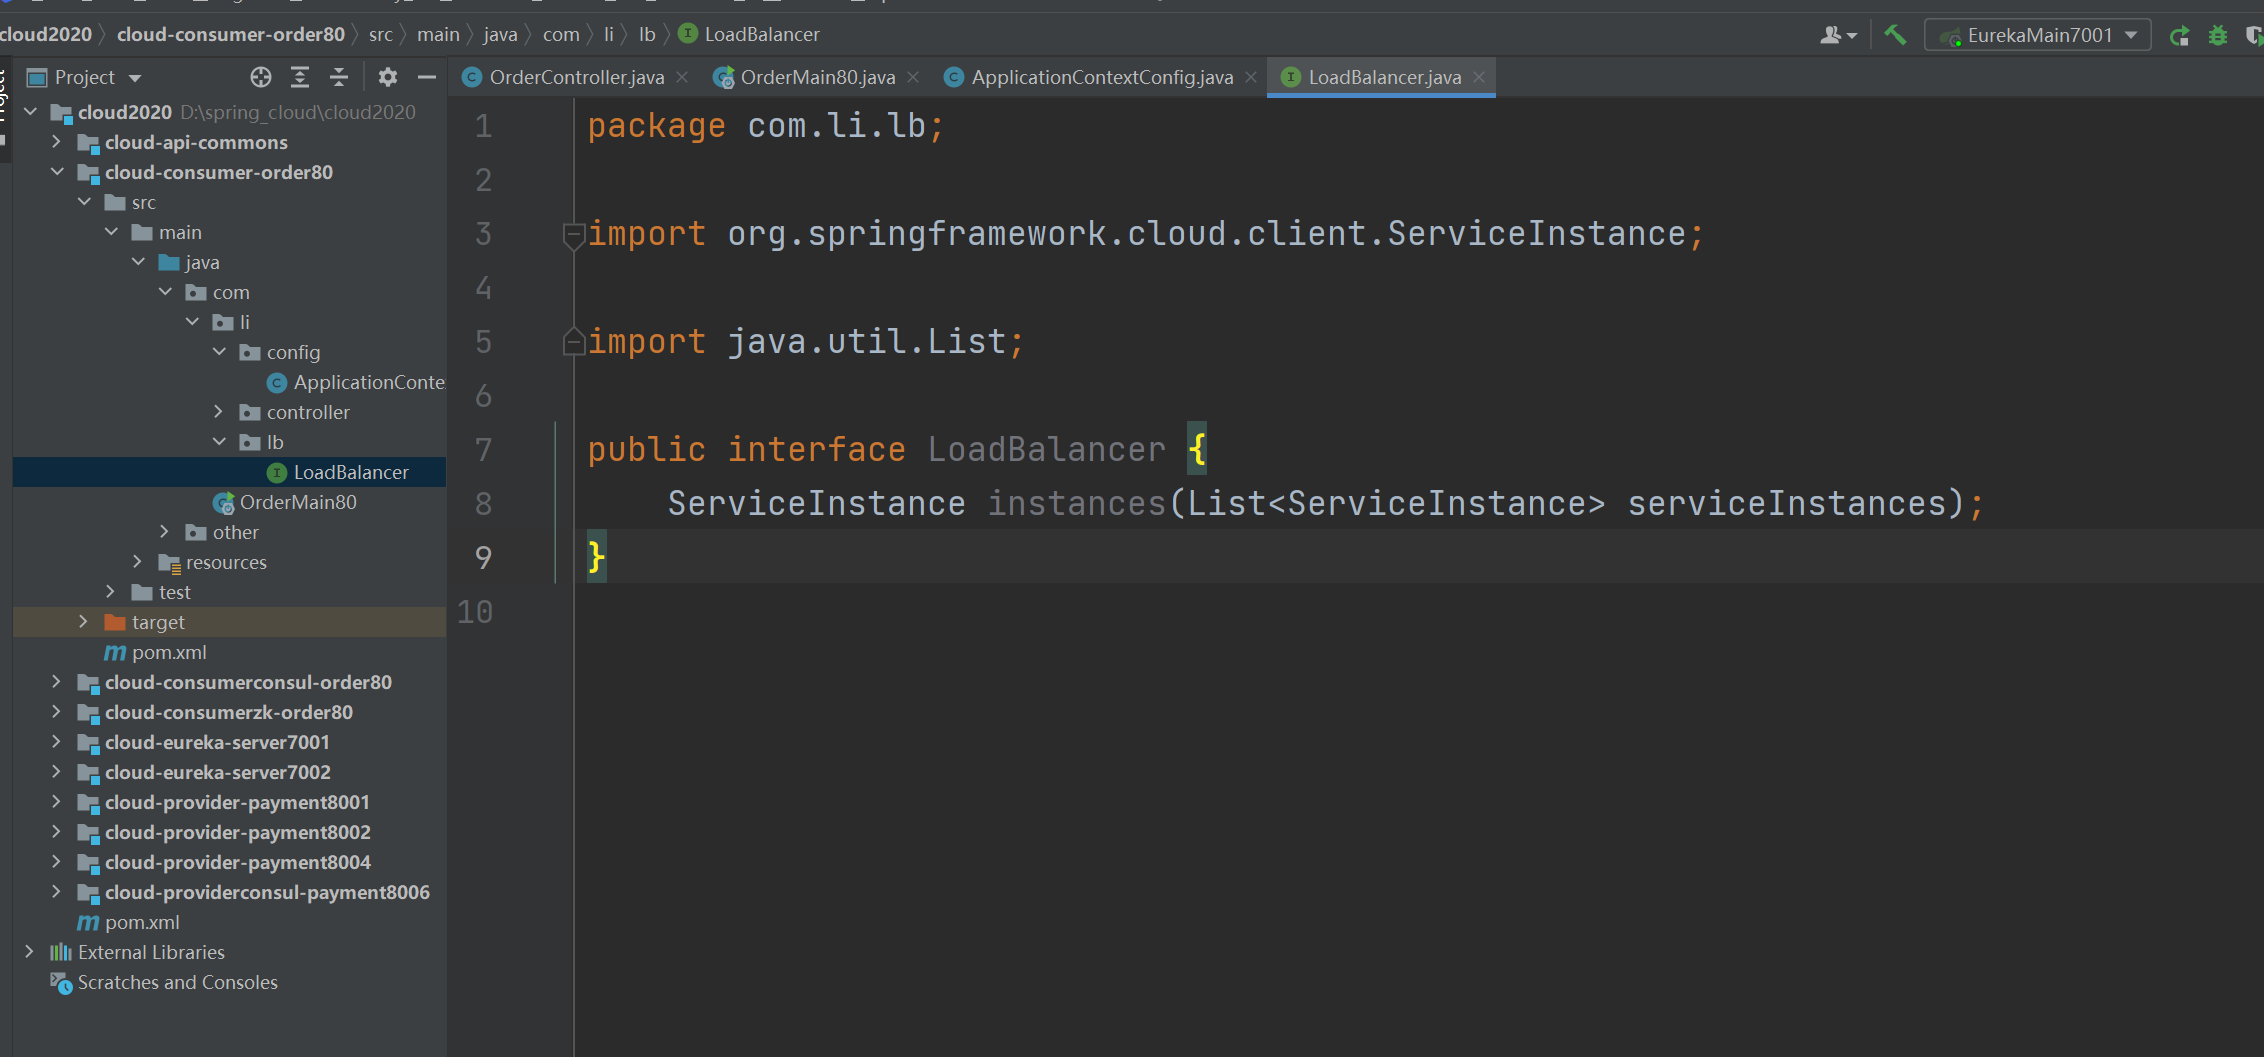 cloud2020 〉 cloud-consumer-order80 〉 src 〉 main 〉 java 〉 com 〉 li 〉 lb 〉 I LoadBalancer
EurekaMain7001
Project
OrderController.java
OrderMain80.java
ApplicationContextConfig.java
LoadBalancer.java
cloud2020 D:\spring_cloud\cloud2020
cloud-api-commons
cloud-consumer-order80
src
main
java
com
li
config
ApplicationConte
controller
lb
LoadBalancer
OrderMain80
other
resources
test
target
pom.xml
cloud-consumerconsul-order80
cloud-consumerzk-order80
cloud-eureka-server7001
cloud-eureka-server7002
cloud-provider-payment8001
cloud-provider-payment8002
cloud-provider-payment8004
cloud-providerconsul-payment8006
pom.xml
External Libraries
Scratches and Consoles
1 package com.li.lb;
2
3 import org.springframework.cloud.client.ServiceInstance;
4
5 import java.util.List;
6
7 public interface LoadBalancer {
8     ServiceInstance instances(List<ServiceInstance> serviceInstances);
9 }
10